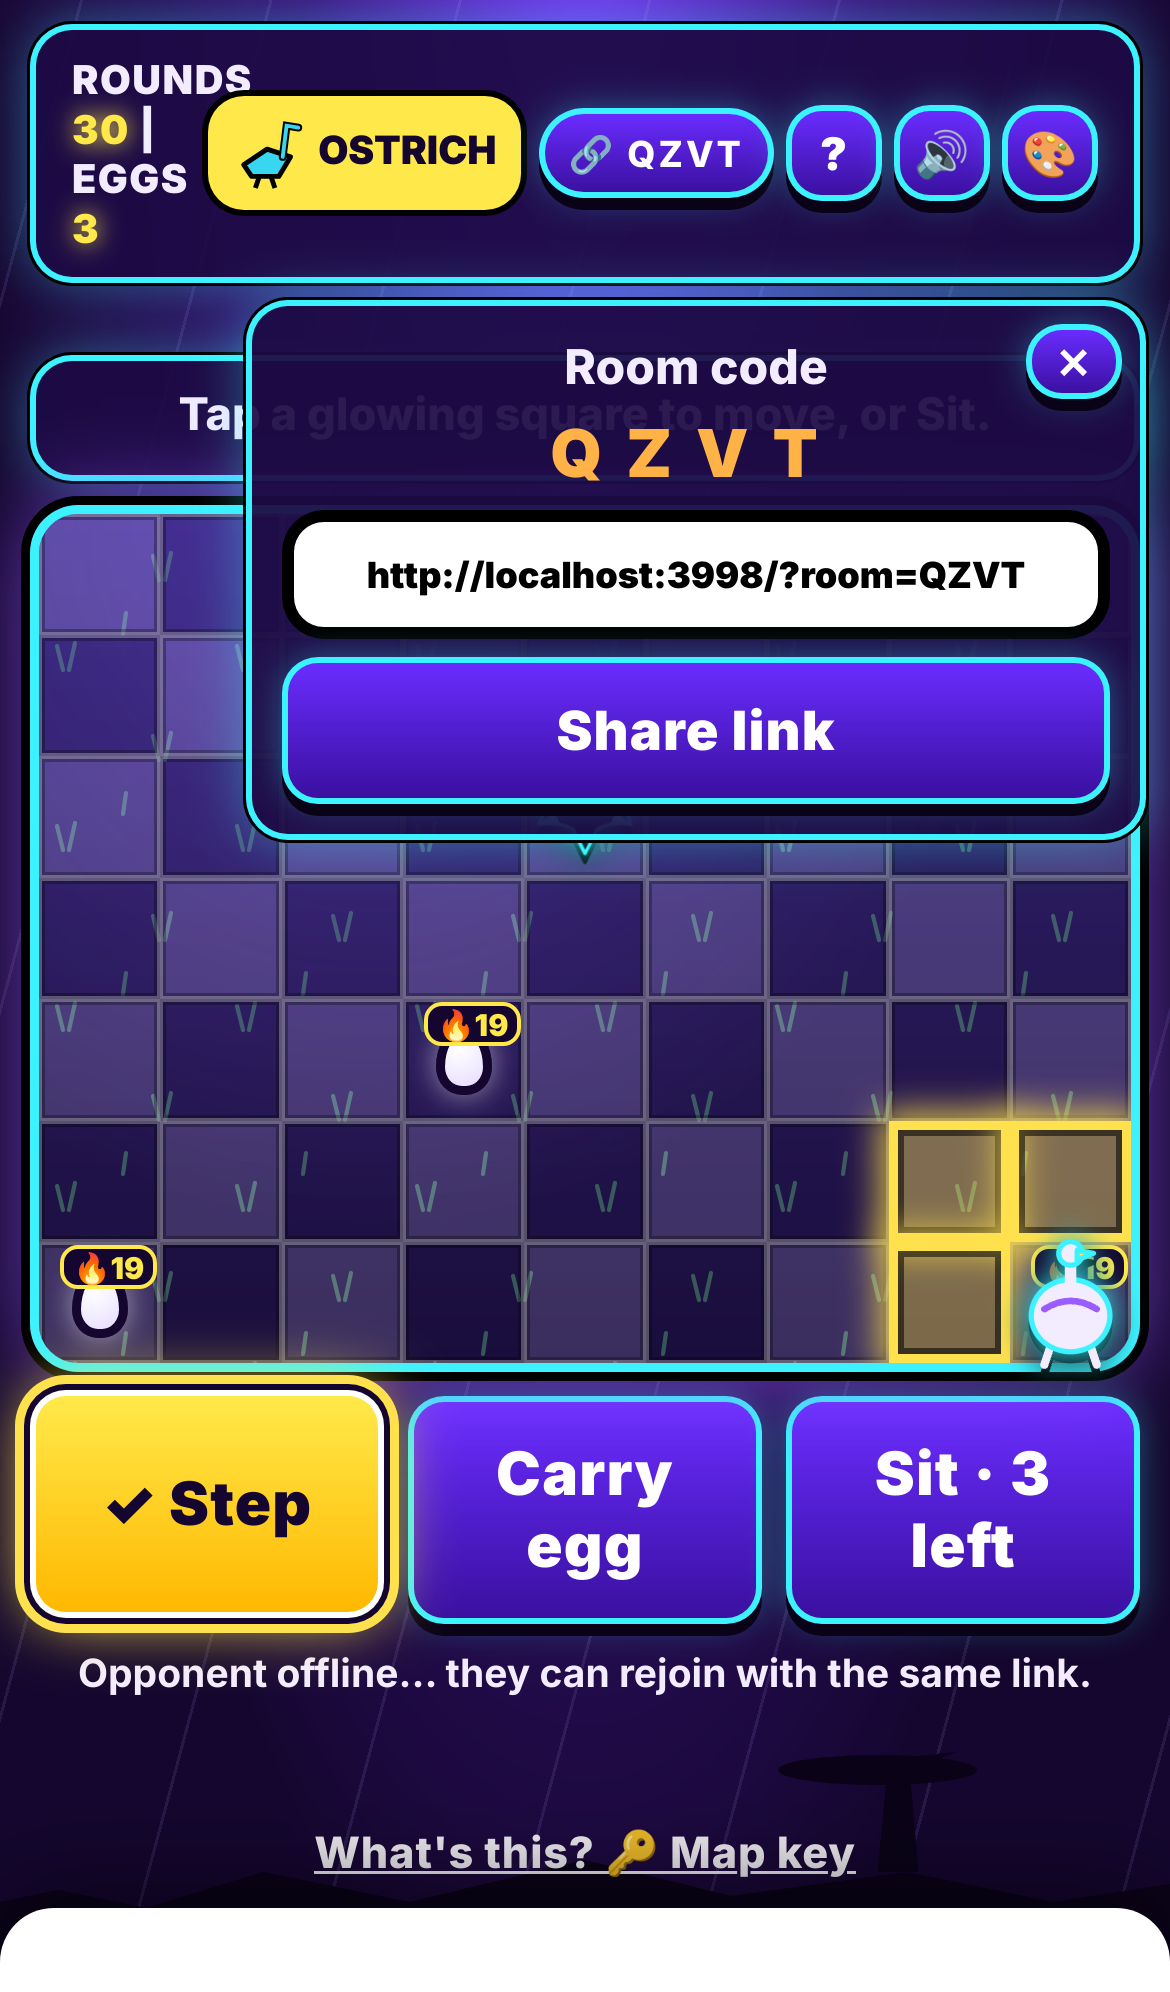 ROUNDS
30 |
EGGS
3
OSTRICH
QZVT
?
Room code
Tap a glowing square to move, or Sit.
QZVT
http://localhost:3998/?room=QZVT
Share link
19
19
19
✓ Step
Carry
egg
Sit · 3
left
Opponent offline... they can rejoin with the same link.
What's this? 🔑 Map key